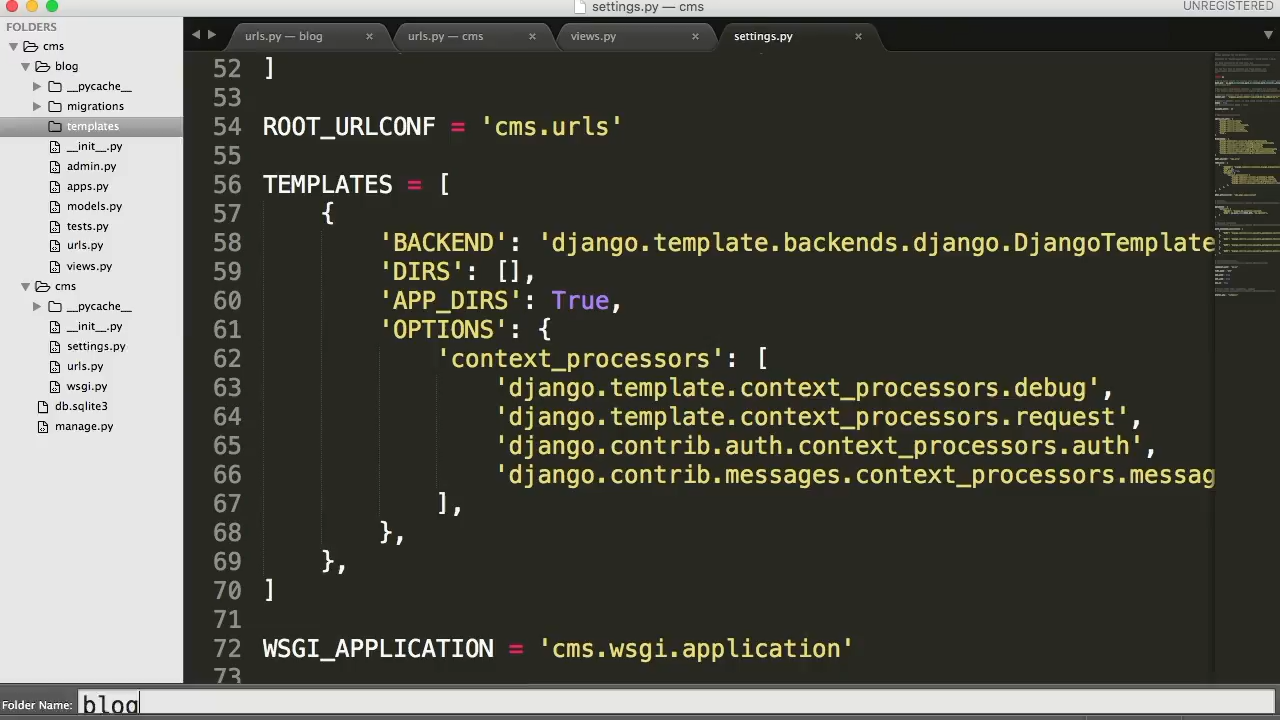 settings.py — cms
UNREGISTERED
FOLDERS
cms
blog
__pycache__
migrations
templates
__init__.py
admin.py
apps.py
models.py
tests.py
urls.py
views.py
cms
__pycache__
__init__.py
settings.py
urls.py
wsgi.py
db.sqlite3
manage.py
urls.py — blog
urls.py — cms
views.py
settings.py
52 ]
53
54 ROOT_URLCONF = 'cms.urls'
55
56 TEMPLATES = [
57 {
58 'BACKEND': 'django.template.backends.django.DjangoTemplate
59 'DIRS': [],
60 'APP_DIRS': True,
61 'OPTIONS': {
62 'context_processors': [
63 'django.template.context_processors.debug',
64 'django.template.context_processors.request',
65 'django.contrib.auth.context_processors.auth',
66 'django.contrib.messages.context_processors.messag
67 ],
68 },
69 },
70 ]
71
72 WSGI_APPLICATION = 'cms.wsgi.application'
73
Folder Name: blog